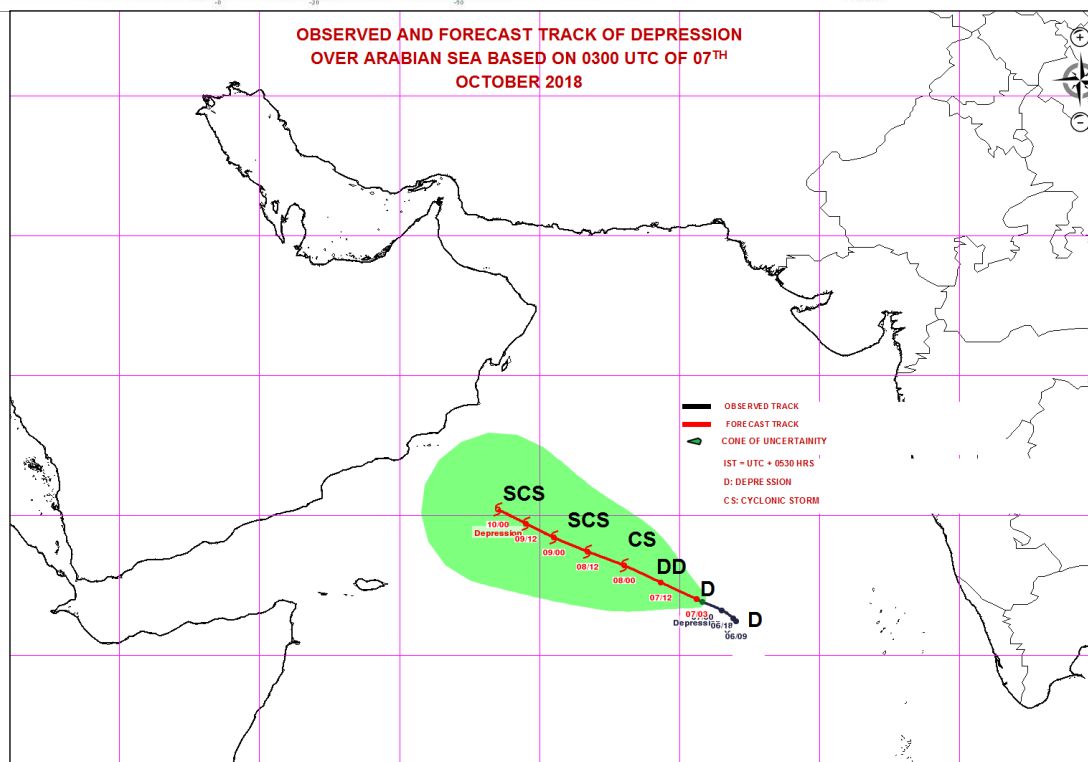 OBSERVED AND FORECAST TRACK OF DEPRESSION
OVER ARABIAN SEA BASED ON 0300 UTC OF 07TH
OCTOBER 2018
OBSERVED TRACK
FORECAST TRACK
CONE OF UNCERTAINITY
IST = UTC + 0530 HRS
D: DEPRESSION
CS: CYCLONIC STORM
SCS
SCS
10/00
Depression
09/12
CS
09/00
08/12
DD
08/00
D
07/12
07/03
D
06/18
06/09